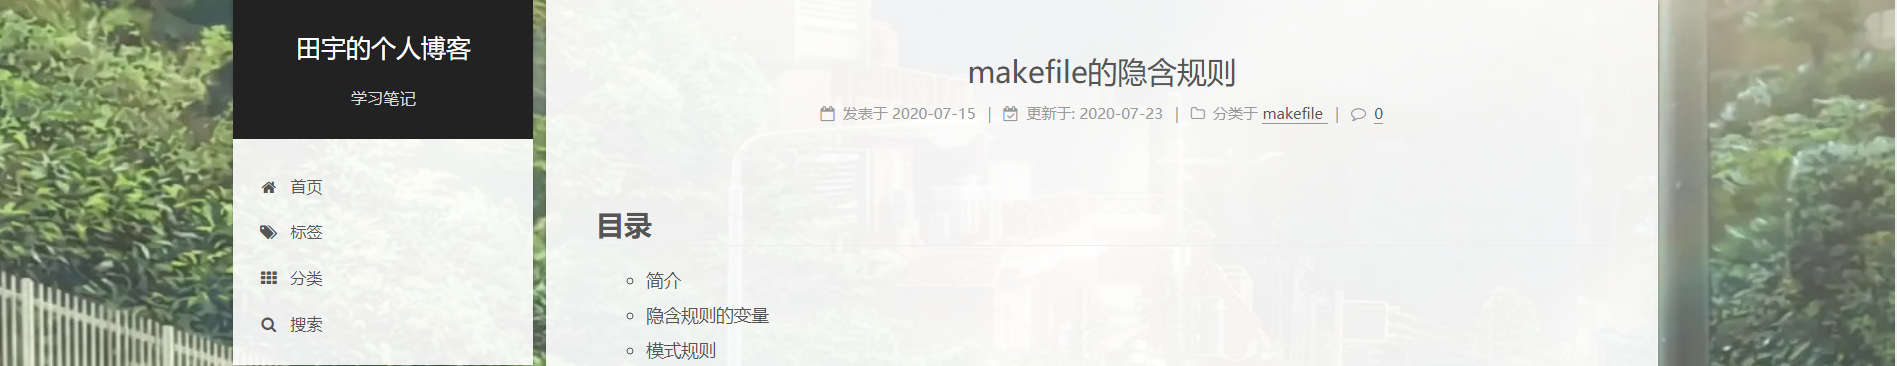 田宇的个人博客
学习笔记
首页
标签
分类
搜索
makefile的隐含规则
发表于 2020-07-15 | 更新于: 2020-07-23 | 分类于 makefile | 0
目录
简介
隐含规则的变量
模式规则